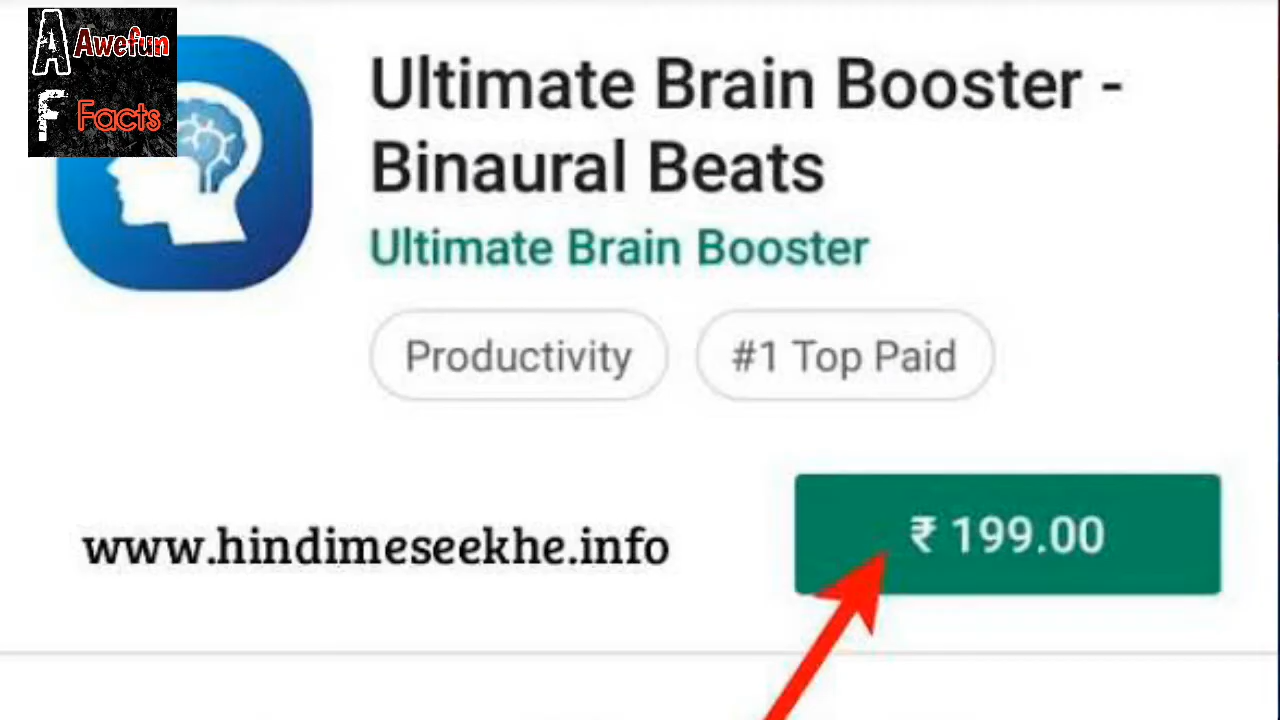 A Awefun
F Facts
Ultimate Brain Booster -
Binaural Beats
Ultimate Brain Booster
Productivity
#1 Top Paid
www.hindimeseekhe.info
₹ 199.00